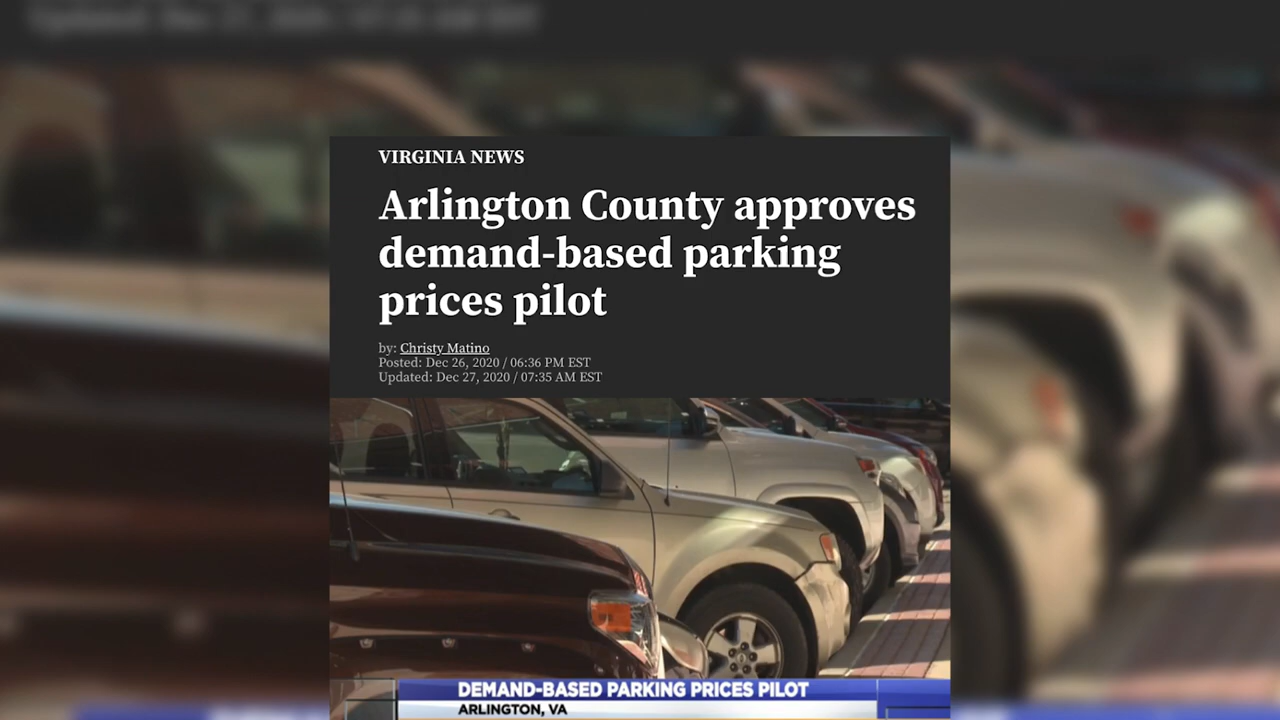 VIRGINIA NEWS
Arlington County approves
demand-based parking
prices pilot
by: Christy Matino
Posted: Dec 26, 2020 / 06:36 PM EST
Updated: Dec 27, 2020 / 07:35 AM EST
DEMAND-BASED PARKING PRICES PILOT
ARLINGTON, VA